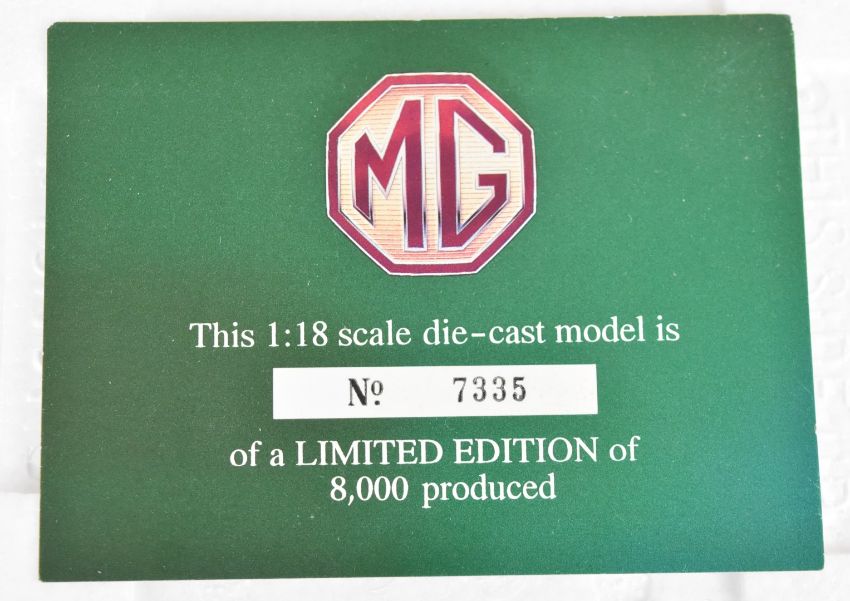 MG
This 1:18 scale die-cast model is
Nº 7335
of a LIMITED EDITION of
8,000 produced